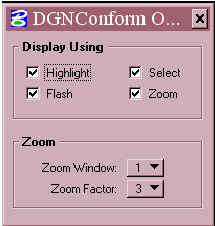 DGNConform O...
Display Using
Highlight Select
Flash Zoom
Zoom
Zoom Window: 1
Zoom Factor: 3